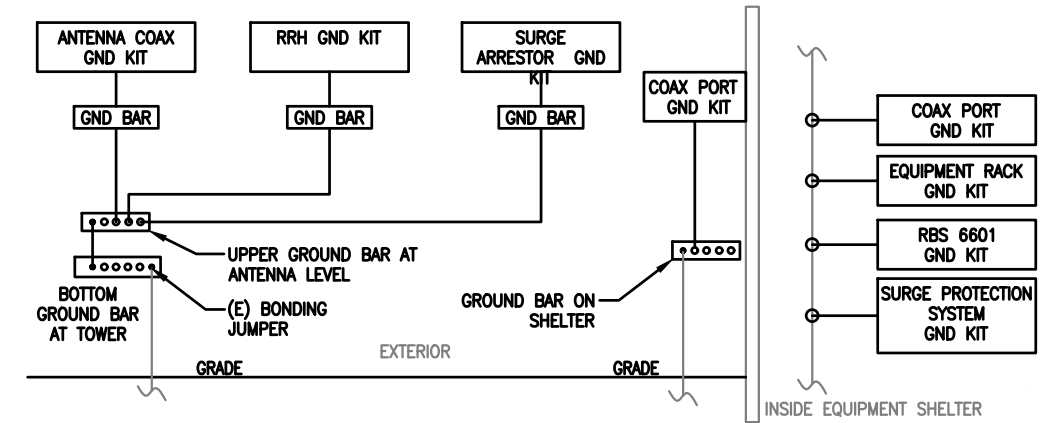 ANTENNA COAX
GND KIT
RRH GND KIT
SURGE
ARRESTOR GND
KIT
COAX PORT
GND KIT
GND BAR
GND BAR
GND BAR
COAX PORT
GND KIT
EQUIPMENT RACK
GND KIT
RBS 6601
GND KIT
SURGE PROTECTION
SYSTEM
GND KIT
UPPER GROUND BAR AT
ANTENNA LEVEL
BOTTOM
GROUND BAR
AT TOWER
(E) BONDING
JUMPER
GROUND BAR ON
SHELTER
EXTERIOR
GRADE
GRADE
INSIDE EQUIPMENT SHELTER